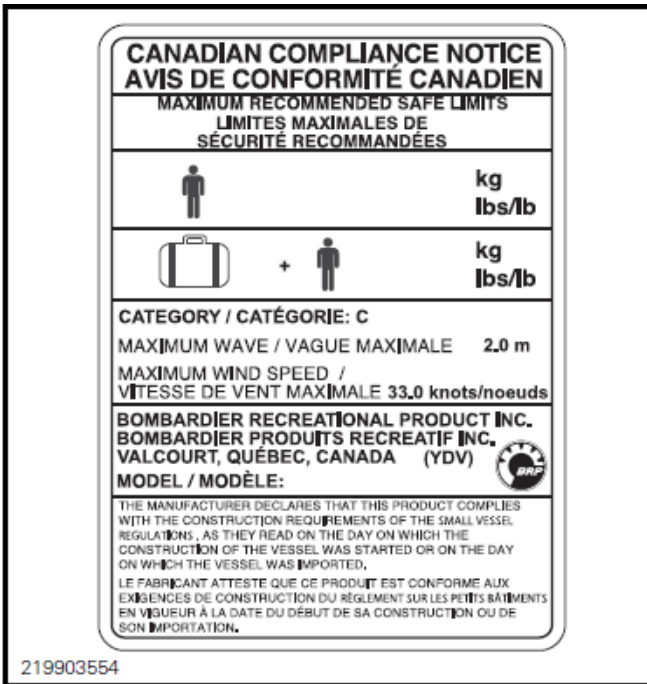 CANADIAN COMPLIANCE NOTICE
AVIS DE CONFORMITÉ CANADIEN
MAXIMUM RECOMMENDED SAFE LIMITS
LIMITES MAXIMALES DE
SÉCURITÉ RECOMMANDÉES
kg
lbs/lb
+
kg
lbs/lb
CATEGORY / CATÉGORIE: C
MAXIMUM WAVE / VAGUE MAXIMALE 2.0 m
MAXIMUM WIND SPEED /
VITESSE DE VENT MAXIMALE 33.0 knots/noeuds
BOMBARDIER RECREATIONAL PRODUCT INC.
BOMBARDIER PRODUITS RECREATIF INC.
VALCOURT, QUÉBEC, CANADA (YDV)
BRP
MODEL / MODÈLE:
THE MANUFACTURER DECLARES THAT THIS PRODUCT COMPLIES
WITH THE CONSTRUCTION REQUIREMENTS OF THE SMALL VESSEL
REGULATIONS, AS THEY READ ON THE DAY ON WHICH THE
CONSTRUCTION OF THE VESSEL WAS STARTED OR ON THE DAY
ON WHICH THE VESSEL WAS IMPORTED.
LE FABRICANT ATTESTE QUE CE PRODUIT EST CONFORME AUX
EXIGENCES DE CONSTRUCTION DU RÈGLEMENT SUR LES PETITS BÂTIMENTS
EN VIGUEUR À LA DATE DU DÉBUT DE SA CONSTRUCTION OU DE
SON IMPORTATION.
219903554